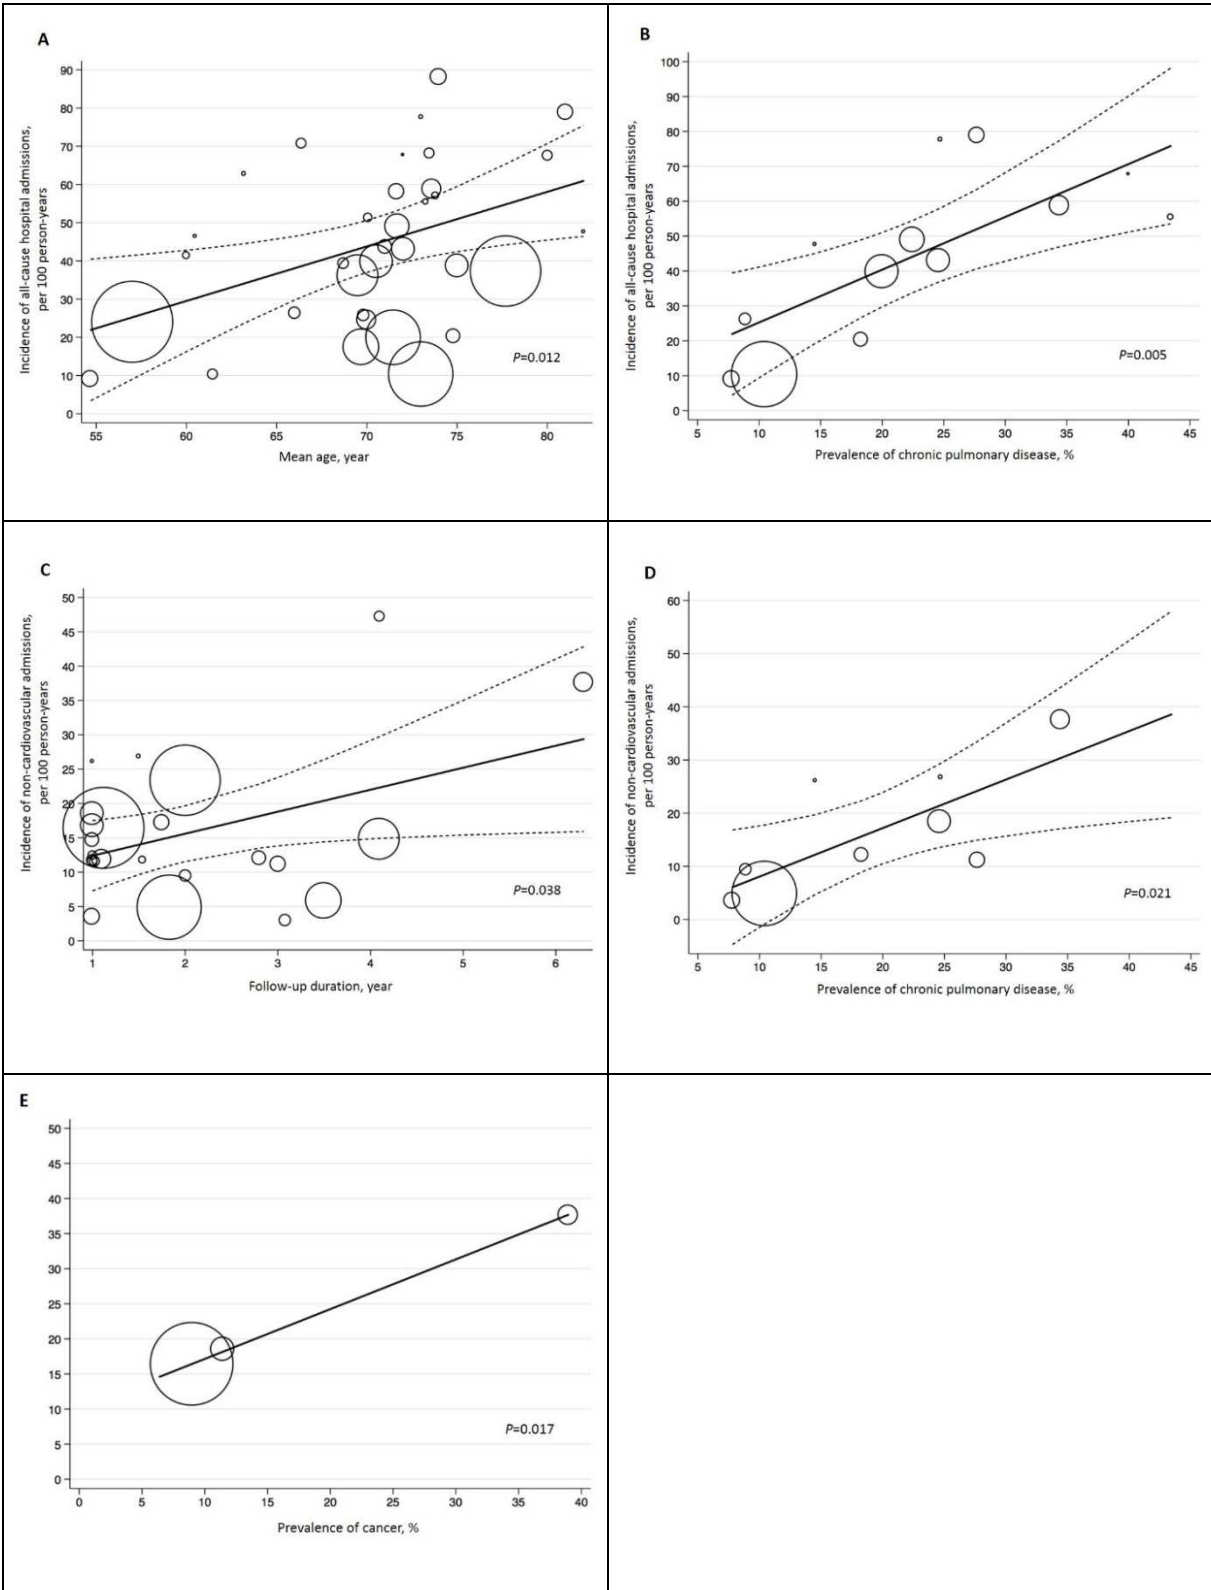 A
Incidence of all-cause hospital admissions,
per 100 person-years
90
80
70
60
50
40
30
20
10
0
P=0.012
55 60 65 70 75 80
Mean age, year
B
Incidence of all-cause hospital admissions,
per 100 person-years
100
90
80
70
60
50
40
30
20
10
0
P=0.005
5 10 15 20 25 30 35 40 45
Prevalence of chronic pulmonary disease, %
C
Incidence of non-cardiovascular admissions,
per 100 person-years
50
45
40
35
30
25
20
15
10
5
0
P=0.038
1 2 3 4 5 6
Follow-up duration, year
D
Incidence of non-cardiovascular admissions,
per 100 person-years
60
50
40
30
20
10
0
P=0.021
5 10 15 20 25 30 35 40 45
Prevalence of chronic pulmonary disease, %
E
50
45
40
35
30
25
20
15
10
5
0
P=0.017
0 5 10 15 20 25 30 35 40
Prevalence of cancer, %